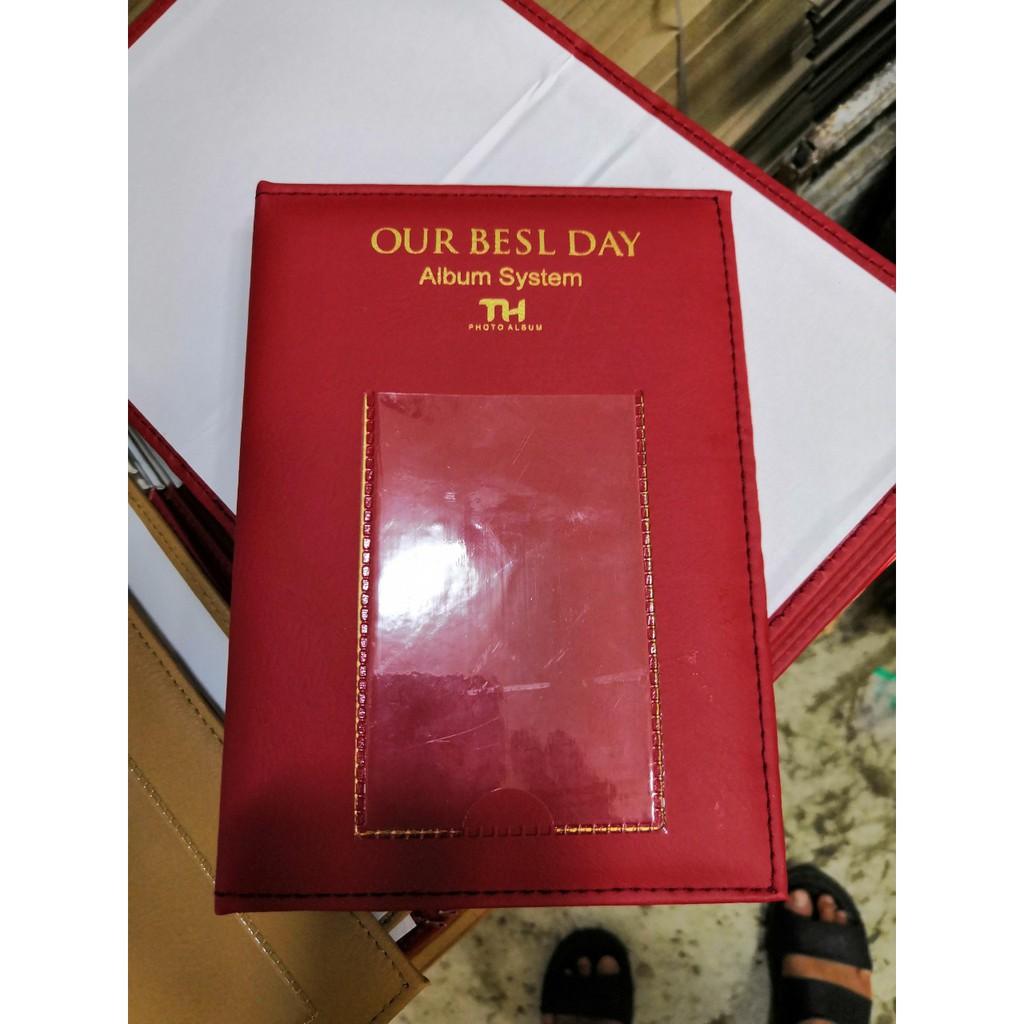 OUR BESL DAY
Album System
TH
PHOTO ALBUM